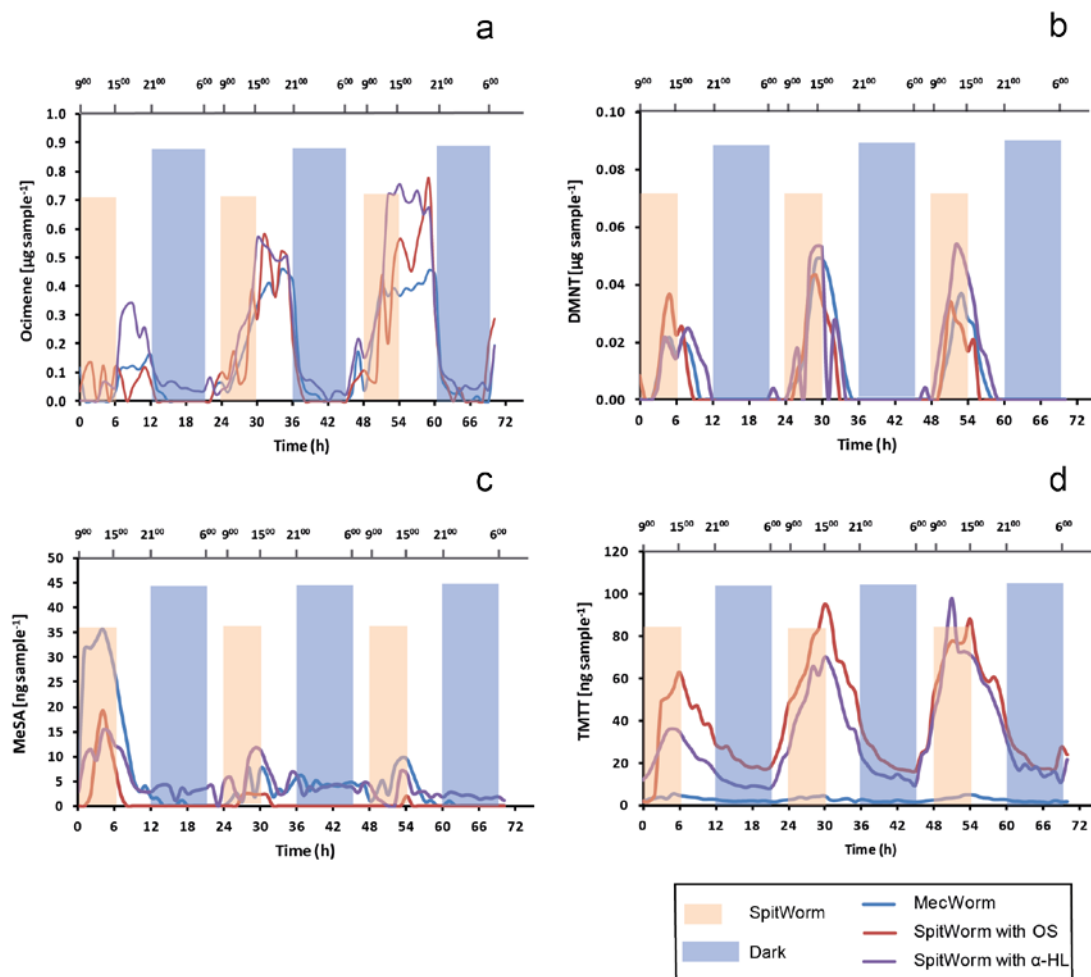 a
9⁰⁰ 15⁰⁰ 21⁰⁰ 6⁰⁰ 9⁰⁰ 15⁰⁰ 21⁰⁰ 6⁰⁰ 9⁰⁰ 15⁰⁰ 21⁰⁰ 6⁰⁰
Ocimene [µg sample⁻¹]
1.0
0.9
0.8
0.7
0.6
0.5
0.4
0.3
0.2
0.1
0.0
0 6 12 18 24 30 36 42 48 54 60 66 72
Time (h)
b
9⁰⁰ 15⁰⁰ 21⁰⁰ 6⁰⁰ 9⁰⁰ 15⁰⁰ 21⁰⁰ 6⁰⁰ 9⁰⁰ 15⁰⁰ 21⁰⁰ 6⁰⁰
DMNT [µg sample⁻¹]
0.10
0.08
0.06
0.04
0.02
0.00
0 6 12 18 24 30 36 42 48 54 60 66 72
Time (h)
c
9⁰⁰ 15⁰⁰ 21⁰⁰ 6⁰⁰ 9⁰⁰ 15⁰⁰ 21⁰⁰ 6⁰⁰ 9⁰⁰ 15⁰⁰ 21⁰⁰ 6⁰⁰
MeSA [ng sample⁻¹]
50
45
40
35
30
25
20
15
10
5
0
0 6 12 18 24 30 36 42 48 54 60 66 72
Time (h)
d
9⁰⁰ 15⁰⁰ 21⁰⁰ 6⁰⁰ 9⁰⁰ 15⁰⁰ 21⁰⁰ 6⁰⁰ 9⁰⁰ 15⁰⁰ 21⁰⁰ 6⁰⁰
TMTT [ng sample⁻¹]
120
100
80
60
40
20
0
0 6 12 18 24 30 36 42 48 54 60 66 72
Time (h)
SpitWorm
Dark
MecWorm
SpitWorm with OS
SpitWorm with α-HL